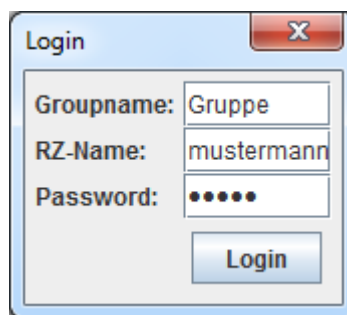 Login
Groupname: Gruppe
RZ-Name: mustermann
Password: •••••
Login